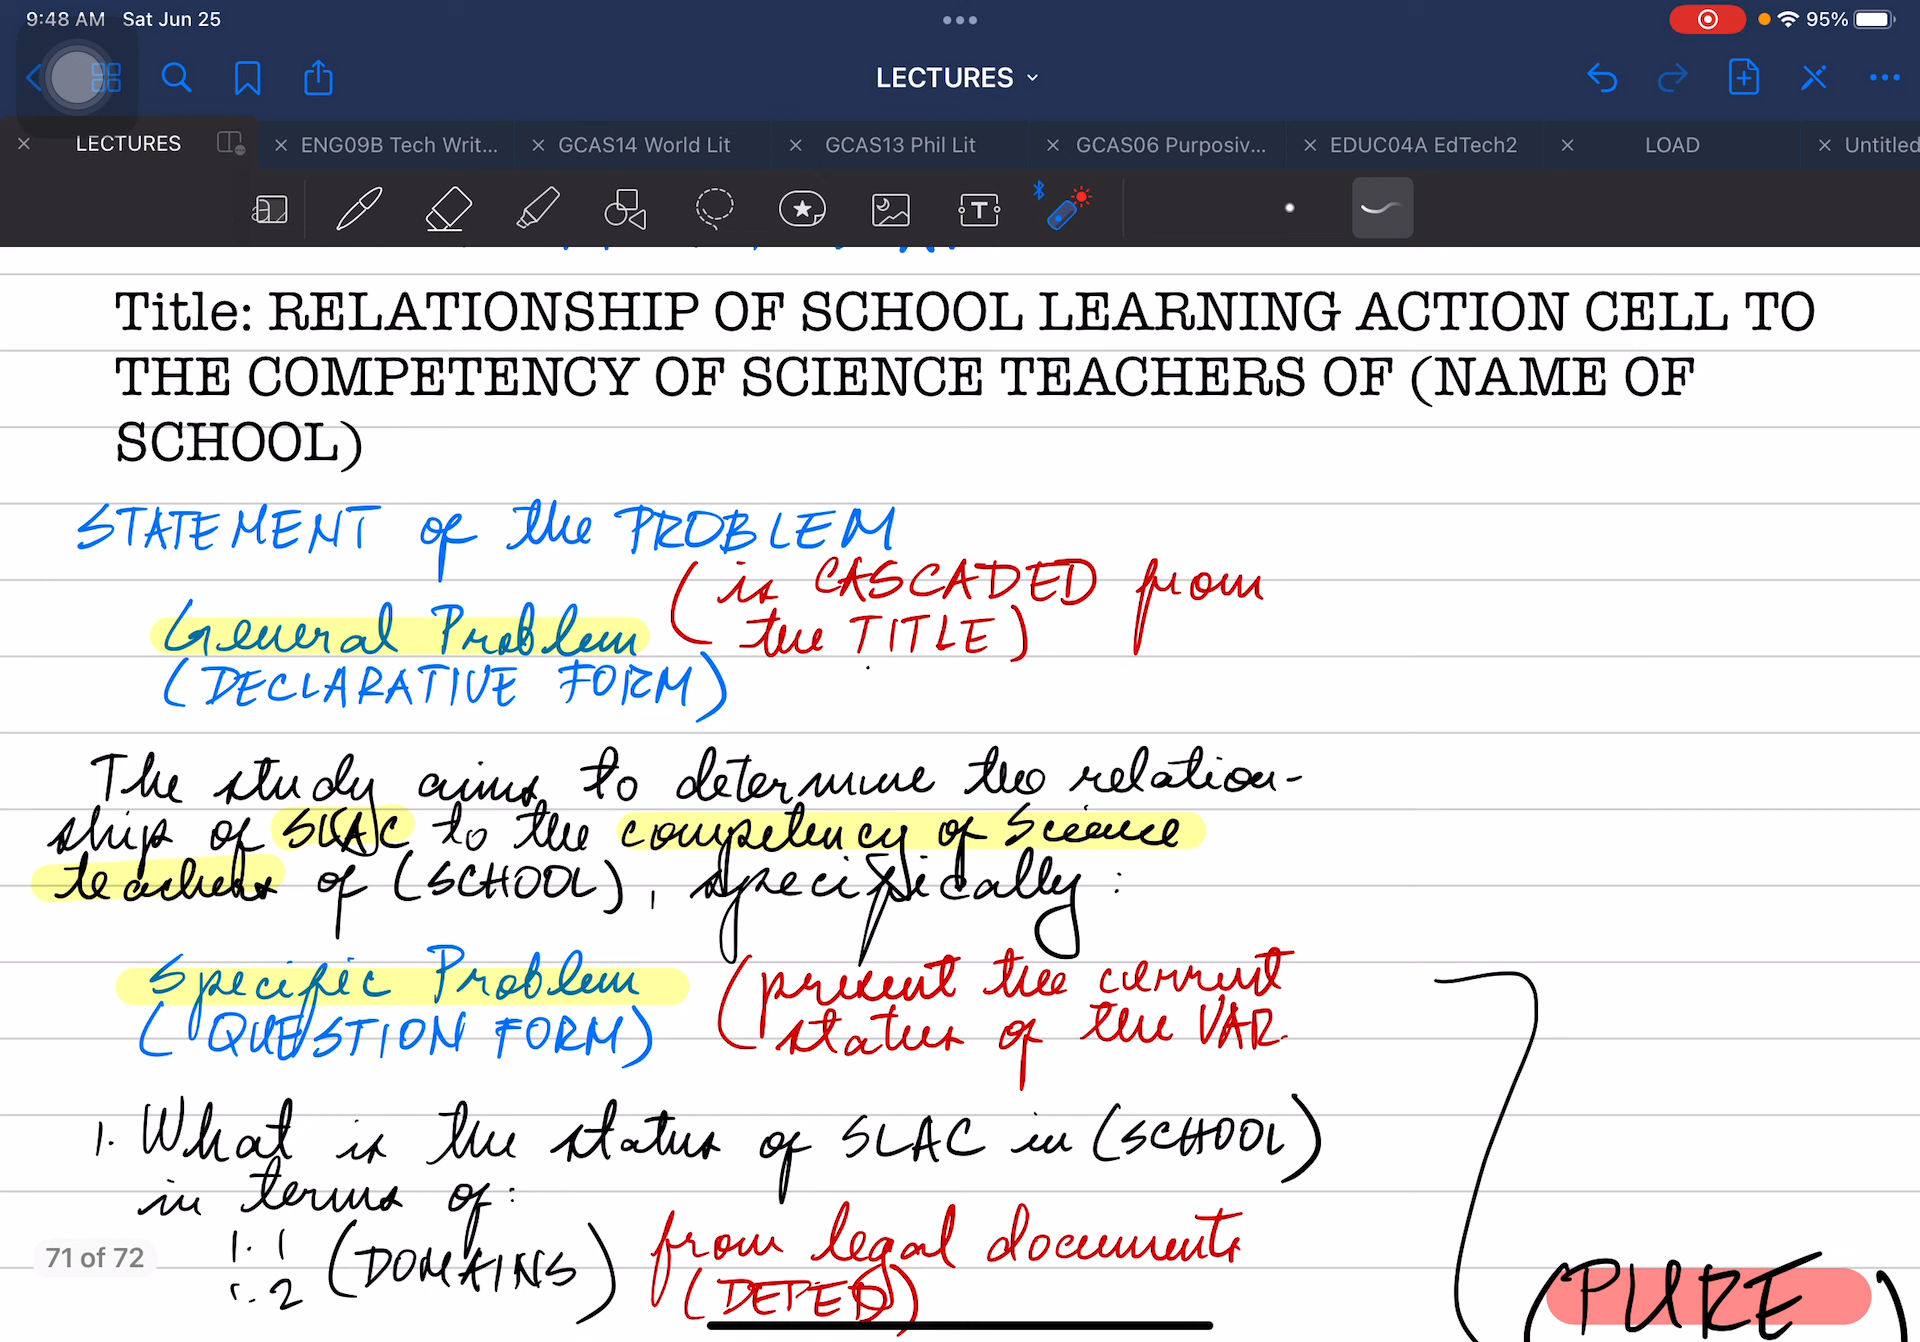 9:48 AM Sat Jun 25
95%
LECTURES
LECTURES
ENG09B Tech Writ...
GCAS14 World Lit
GCAS13 Phil Lit
GCAS06 Purposiv...
EDUC04A EdTech2
LOAD
Untitled
Title: RELATIONSHIP OF SCHOOL LEARNING ACTION CELL TO
THE COMPETENCY OF SCIENCE TEACHERS OF (NAME OF
SCHOOL)
STATEMENT of the PROBLEM
General Problem (is CASCADED from
the TITLE)
(DECLARATIVE FORM)
The study aims to determine the relation-
ship of SLAC to the competency of Science
teachers of (SCHOOL), specifically:
Specific Problem (present the current
(QUESTION FORM) status of the VAR.
1. What is the status of SLAC in (SCHOOL)
in terms of:
1.1 (DOMAINS) from legal documents
1.2 (DEPED)
71 of 72
(PURE)